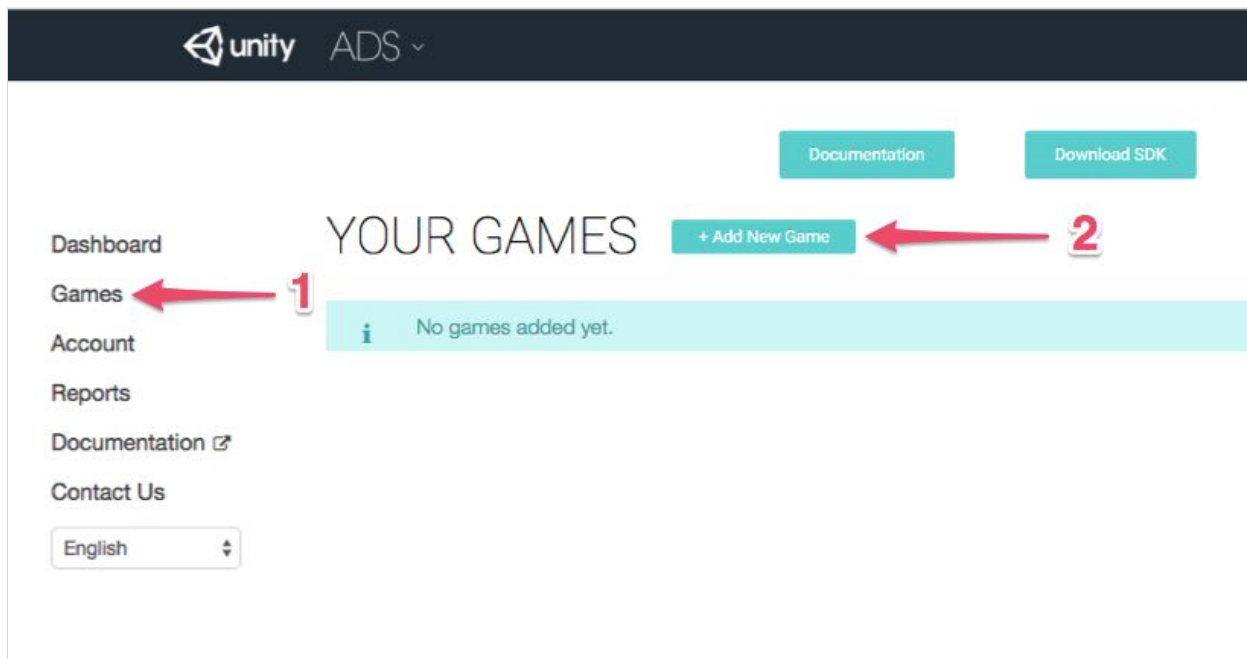 unity ADS
Documentation
Download SDK
YOUR GAMES
+ Add New Game
2
Dashboard
Games
1
Account
Reports
Documentation
Contact Us
English
i
No games added yet.